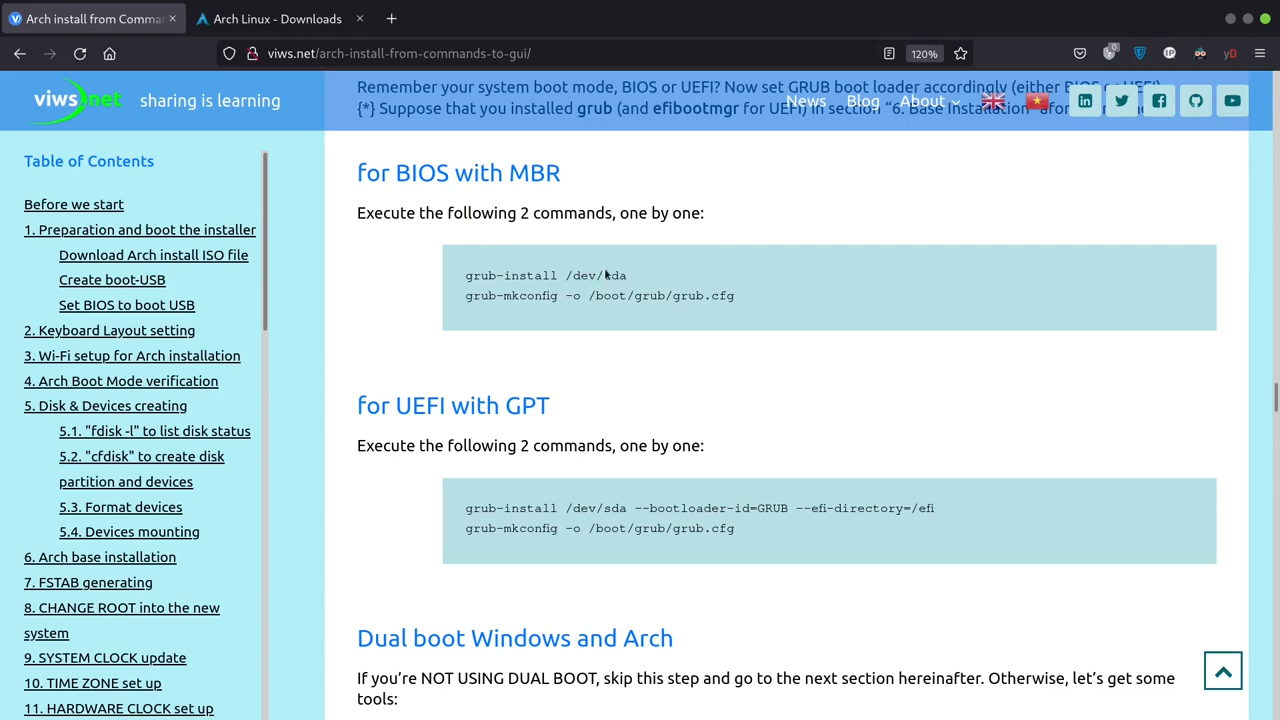 Arch install from Comma
Arch Linux - Downloads
viws.net/arch-install-from-commands-to-gui/
120%
0
IP
yD
viws.net
sharing is learning
Remember your system boot mode, BIOS or UEFI? Now set GRUB boot loader accordingly (either BIOS or UEFI)
News
Blog
About
{*} Suppose that you installed grub (and efibootmgr for UEFI) in section “6. Base Installation”
Table of Contents
Before we start
1. Preparation and boot the installer
Download Arch install ISO file
Create boot-USB
Set BIOS to boot USB
2. Keyboard Layout setting
3. Wi-Fi setup for Arch installation
4. Arch Boot Mode verification
5. Disk & Devices creating
5.1. "fdisk -l" to list disk status
5.2. "cfdisk" to create disk
partition and devices
5.3. Format devices
5.4. Devices mounting
6. Arch base installation
7. FSTAB generating
8. CHANGE ROOT into the new
system
9. SYSTEM CLOCK update
10. TIME ZONE set up
11. HARDWARE CLOCK set up
for BIOS with MBR
Execute the following 2 commands, one by one:
grub-install /dev/sda
grub-mkconfig -o /boot/grub/grub.cfg
for UEFI with GPT
Execute the following 2 commands, one by one:
grub-install /dev/sda --bootloader-id=GRUB --efi-directory=/efi
grub-mkconfig -o /boot/grub/grub.cfg
Dual boot Windows and Arch
If you’re NOT USING DUAL BOOT, skip this step and go to the next section hereinafter. Otherwise, let’s get some
tools: